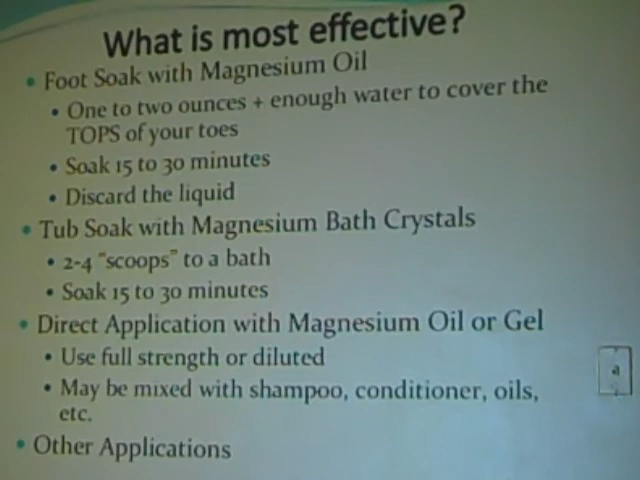 What is most effective?
• Foot Soak with Magnesium Oil
• One to two ounces + enough water to cover the
TOPS of your toes
• Soak 15 to 30 minutes
• Discard the liquid
• Tub Soak with Magnesium Bath Crystals
• 2-4 "scoops" to a bath
• Soak 15 to 30 minutes
• Direct Application with Magnesium Oil or Gel
• Use full strength or diluted
• May be mixed with shampoo, conditioner, oils,
etc.
• Other Applications
a